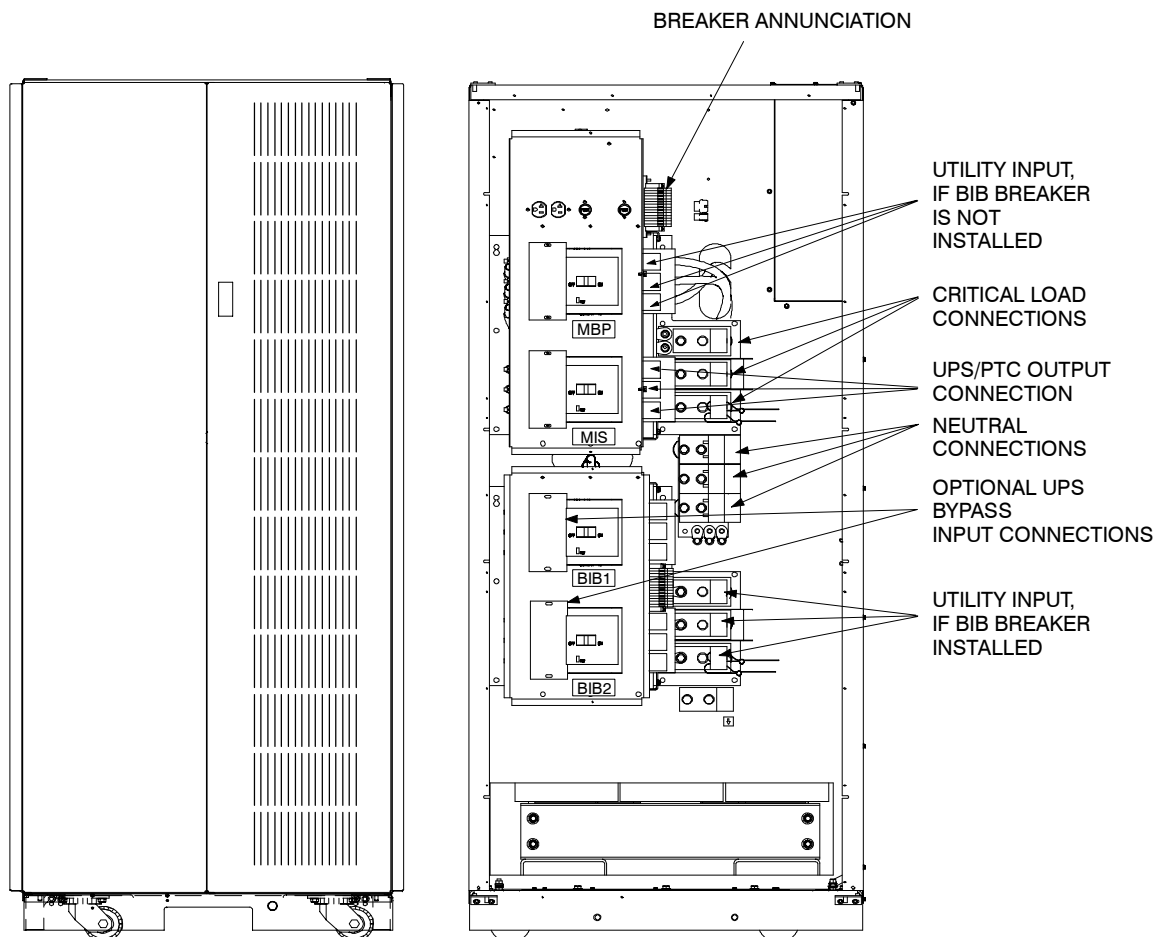 BREAKER ANNUNCIATION
UTILITY INPUT,
IF BIB BREAKER
IS NOT
INSTALLED
CRITICAL LOAD
CONNECTIONS
UPS/PTC OUTPUT
CONNECTION
NEUTRAL
CONNECTIONS
OPTIONAL UPS
BYPASS
INPUT CONNECTIONS
UTILITY INPUT,
IF BIB BREAKER
INSTALLED
MBP
MIS
BIB1
BIB2